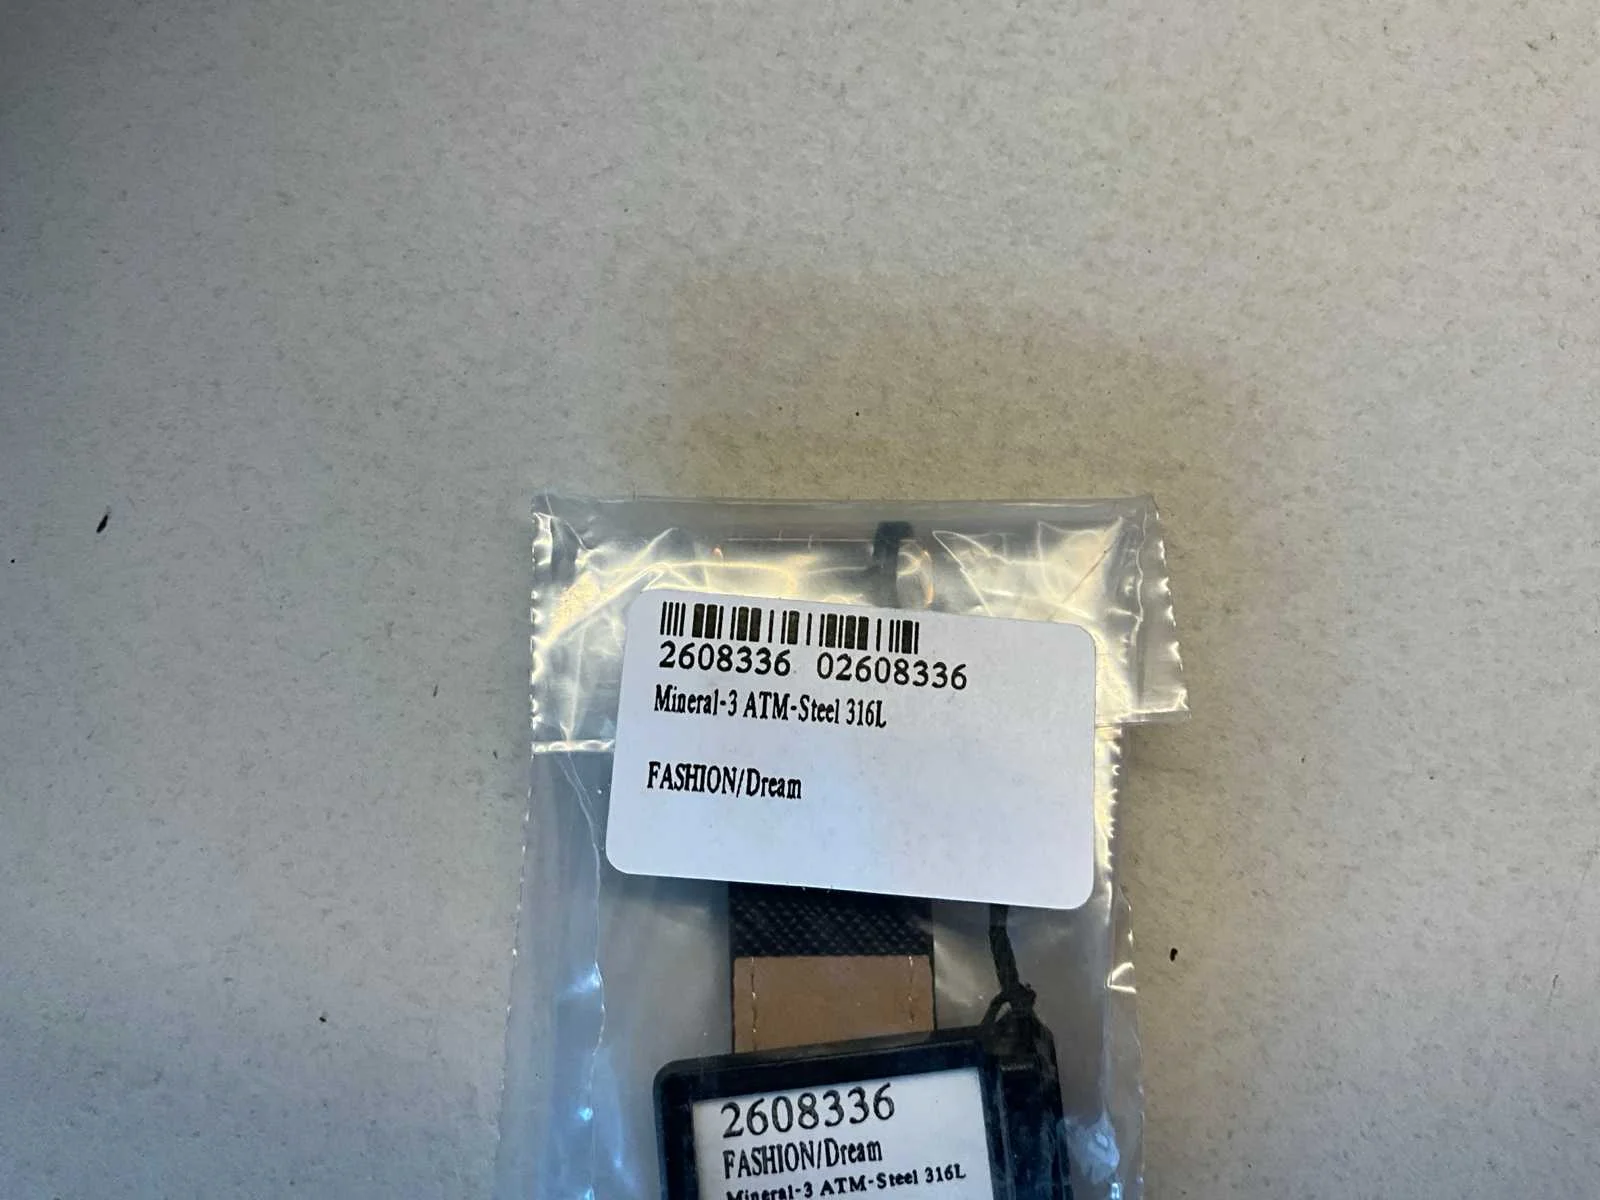 2608336 02608336
Mineral-3 ATM-Steel 316L
FASHION/Dream
2608336
FASHION/Dream
Mineral-3 ATM-Steel 316L